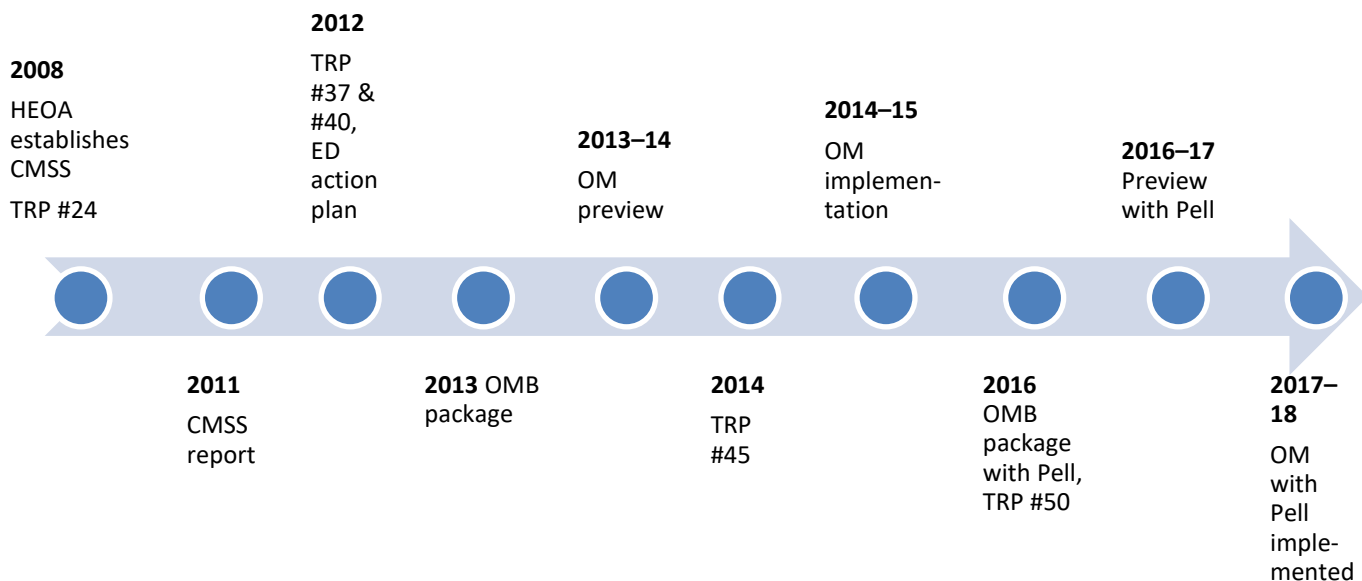 2008
HEOA
establishes
CMSS
TRP #24
2011
CMSS
report
2012
TRP
#37 &
#40,
ED
action
plan
2013 OMB
package
2013–14
OM
preview
2014
TRP
#45
2014–15
OM
implemen-
tation
2016
OMB
package
with Pell,
TRP #50
2016–17
Preview
with Pell
2017–
18
OM
with
Pell
imple-
mented